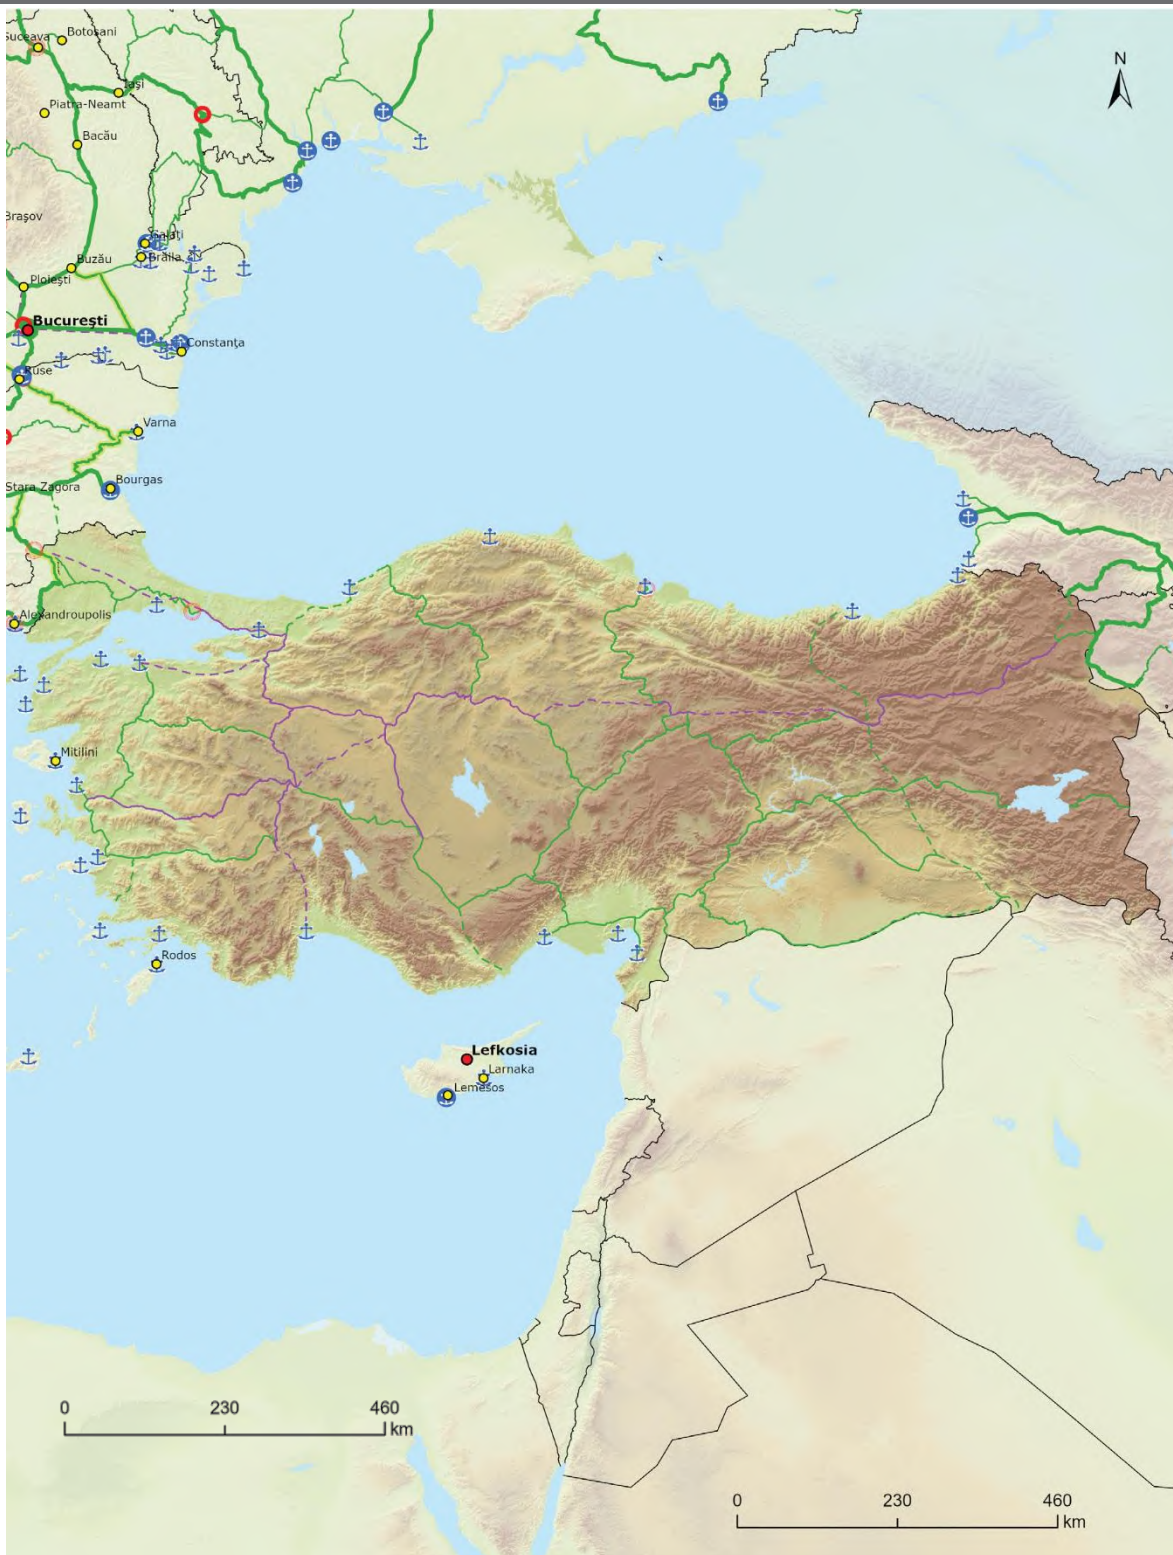 Suceava
Botoşani
N
Iaşi
Piatra-Neamt
Bacău
Braşov
Galaţi
Brăila
Buzău
Ploieşti
Bucureşti
Constanţa
Ruse
Varna
Bourgas
Stara Zagora
Alexandroupolis
Mitilini
Rodos
Lefkosia
Larnaka
Lemesos
0 230 460
km
0 230 460
km